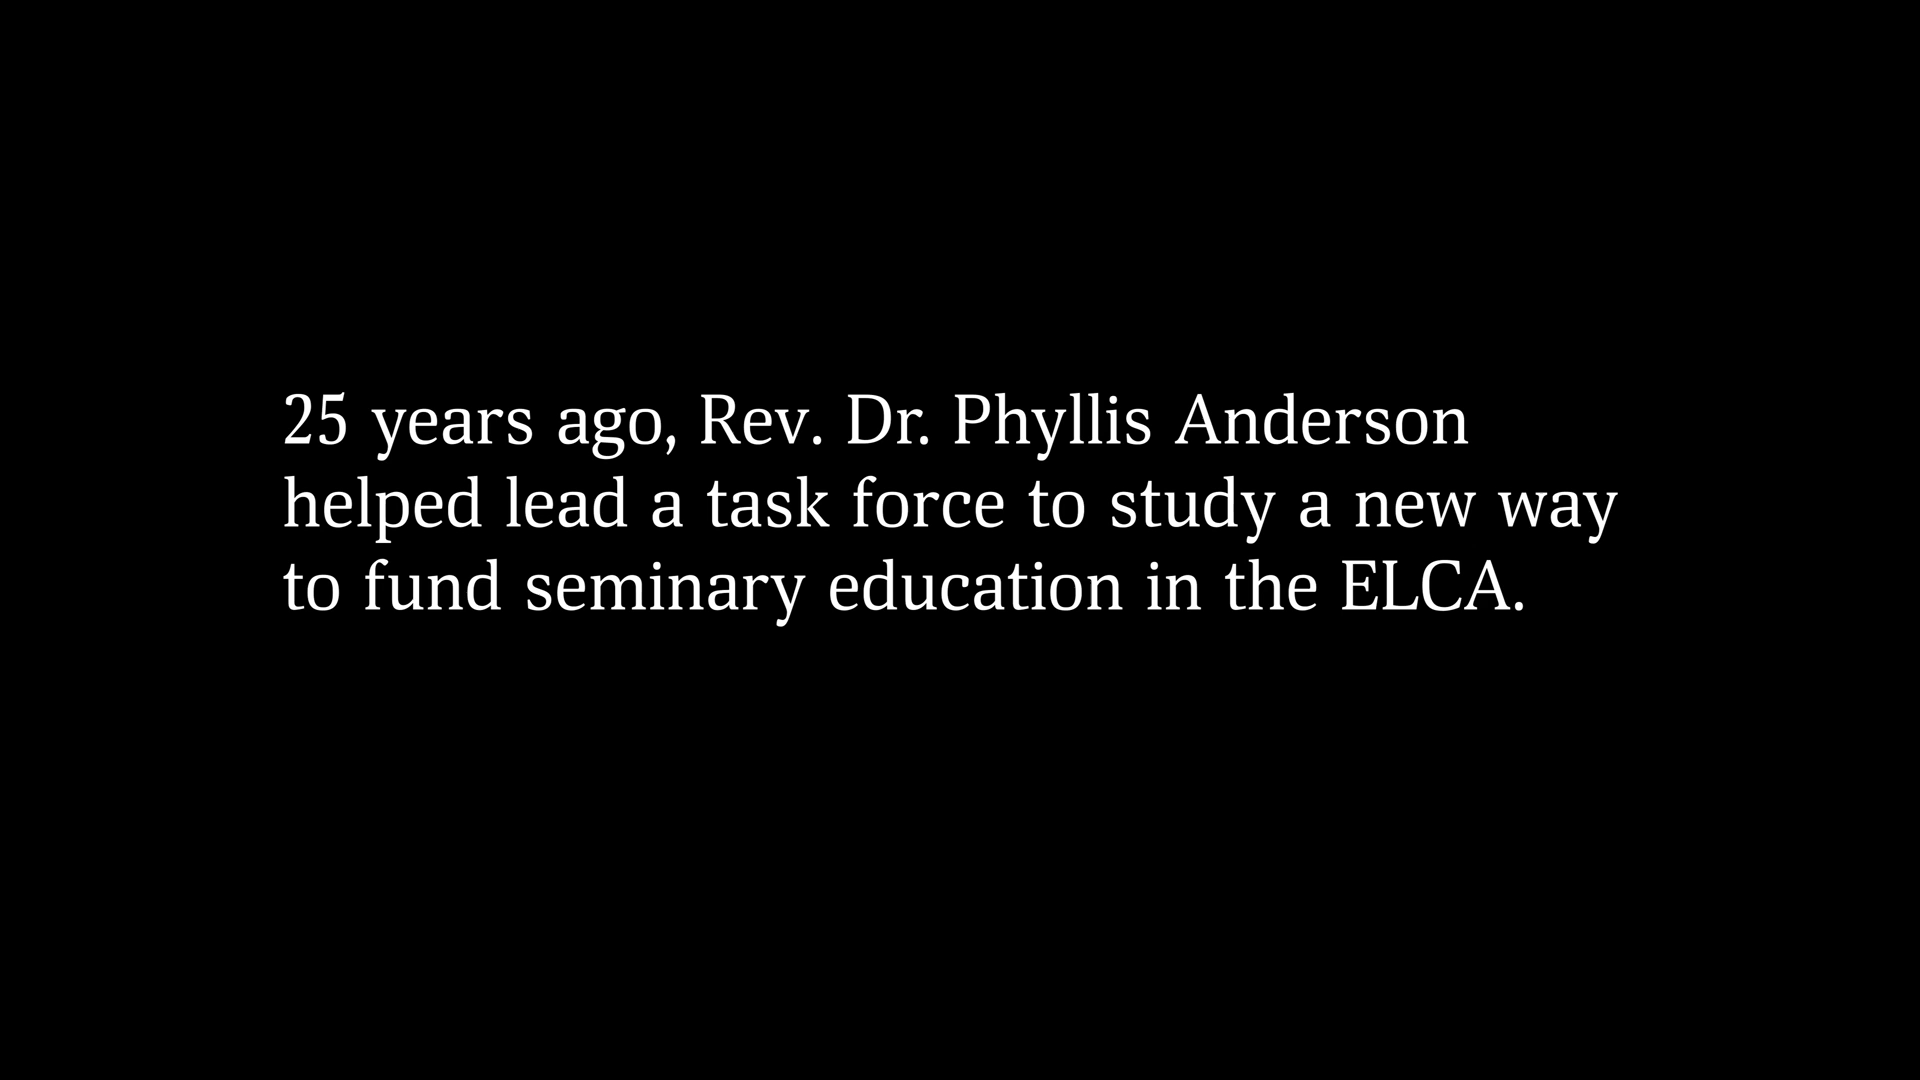 25 years ago, Rev. Dr. Phyllis Anderson
helped lead a task force to study a new way
to fund seminary education in the ELCA.